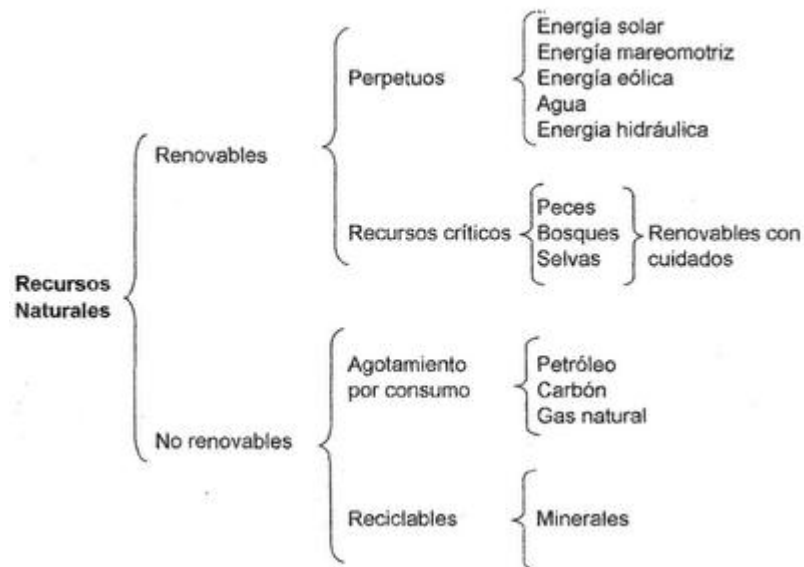 Recursos
Naturales
Renovables
Perpetuos
Energía solar
Energía mareomotriz
Energía eólica
Agua
Energia hidráulica
Recursos críticos
Peces
Bosques
Selvas
Renovables con
cuidados
No renovables
Agotamiento
por consumo
Petróleo
Carbón
Gas natural
Reciclables
Minerales